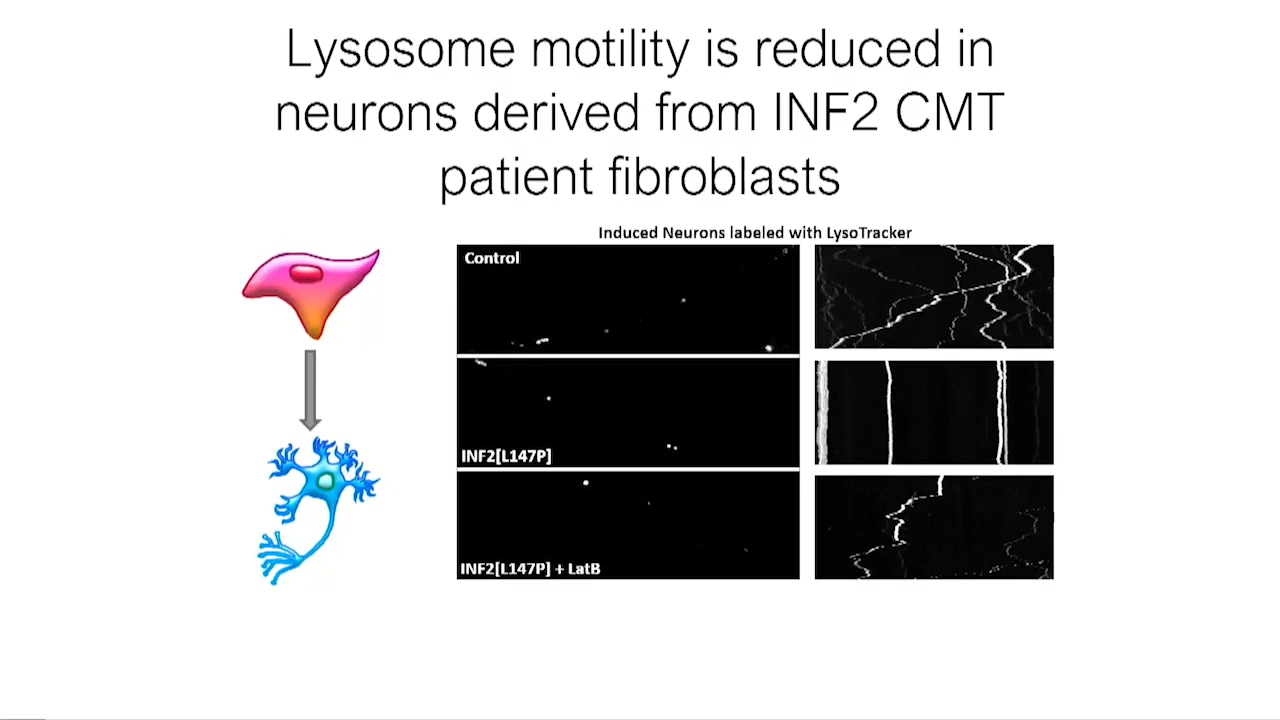 Lysosome motility is reduced in
neurons derived from INF2 CMT
patient fibroblasts
Induced Neurons labeled with LysoTracker
Control
INF2[L147P]
INF2[L147P] + LatB